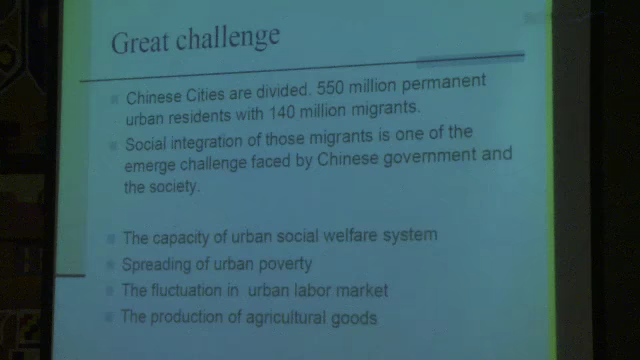 Great challenge
Chinese Cities are divided. 550 million permanent
urban residents with 140 million migrants.
Social integration of those migrants is one of the
emerge challenge faced by Chinese government and
the society.
The capacity of urban social welfare system
Spreading of urban poverty
The fluctuation in urban labor market
The production of agricultural goods